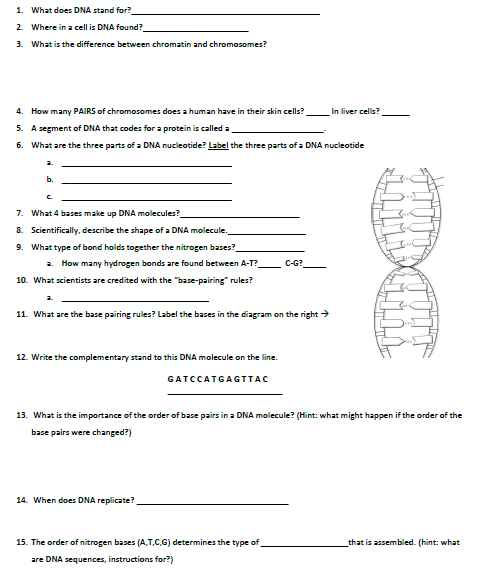 1. What does DNA stand for?
2. Where in a cell is DNA found?
3. What is the difference between chromatin and chromosomes?
4. How many PAIRS of chromosomes does a human have in their skin cells? _____ In liver cells? ______
5. A segment of DNA that codes for a protein is called a ____________________.
6. What are the three parts of a DNA nucleotide? Label the three parts of a DNA nucleotide
a.
b.
c.
7. What 4 bases make up DNA molecules?
8. Scientifically, describe the shape of a DNA molecule.
9. What type of bond holds together the nitrogen bases?
a. How many hydrogen bonds are found between A-T?_____ C-G?_____
10. What scientists are credited with the "base-pairing" rules?
a.
11. What are the base pairing rules? Label the bases in the diagram on the right →
12. Write the complementary stand to this DNA molecule on the line.
G A T C C A T G A G T T A C
13. What is the importance of the order of base pairs in a DNA molecule? (Hint: what might happen if the order of the
base pairs were changed?)
14. When does DNA replicate?
15. The order of nitrogen bases (A,T,C,G) determines the type of ____________________that is assembled. (hint: what
are DNA sequences, instructions for?)